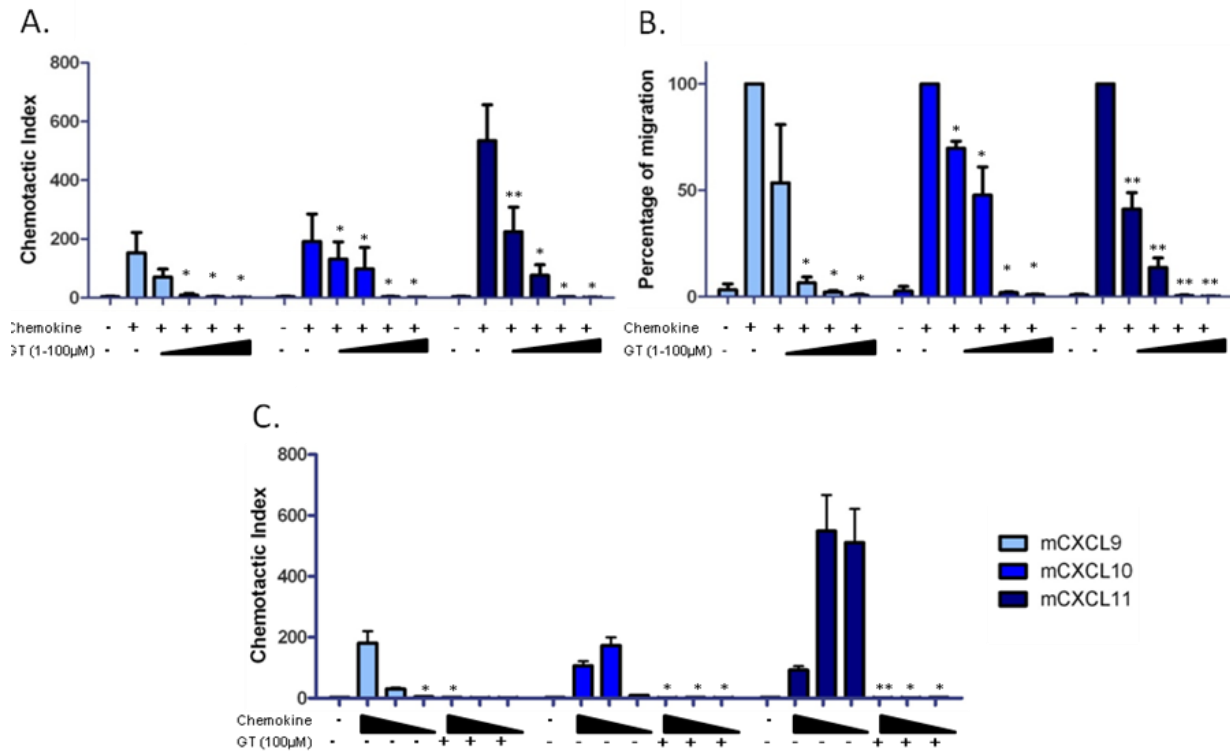 A.
800
600
400
200
0
Chemotactic Index
* * *
* * * *
** * * *
Chemokine - + + + + + - + + + + + - + + + + +
GT (1-100µM) - - - - - -
B.
100
50
0
Percentage of migration
* * *
* * * *
** ** ** **
Chemokine - + + + + + - + + + + + - + + + + +
GT (1-100µM) - - - - - -
C.
800
600
400
200
0
Chemotactic Index
* *
* * *
** * *
Chemokine - - -
GT (100µM) - - - - + + + - - - - + + + - - - - + + +
mCXCL9
mCXCL10
mCXCL11